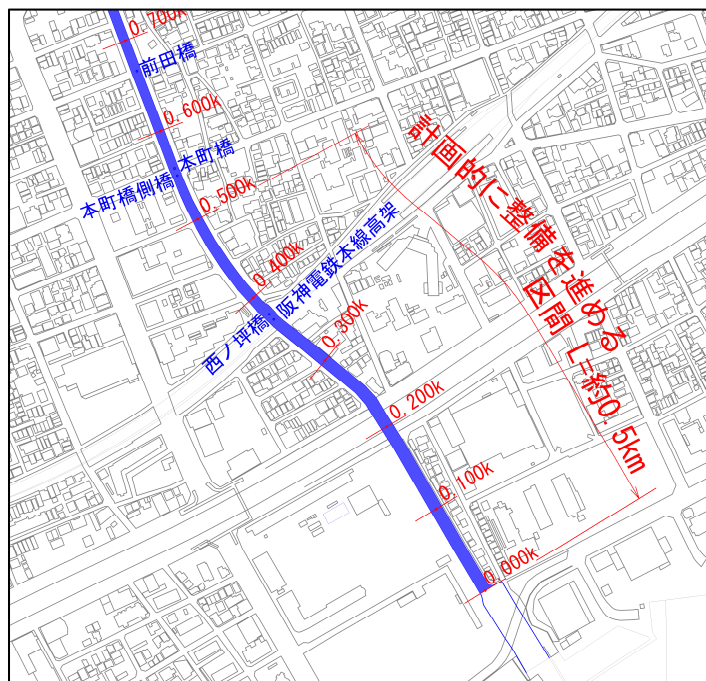 0.700k
前田橋
0.600k
本町橋
本町橋側橋
0.500k
計画的に整備を進める
区間 L=約0.5km
0.400k
阪神電鉄本線高架
西ノ坪橋
0.300k
0.200k
0.100k
0.000k